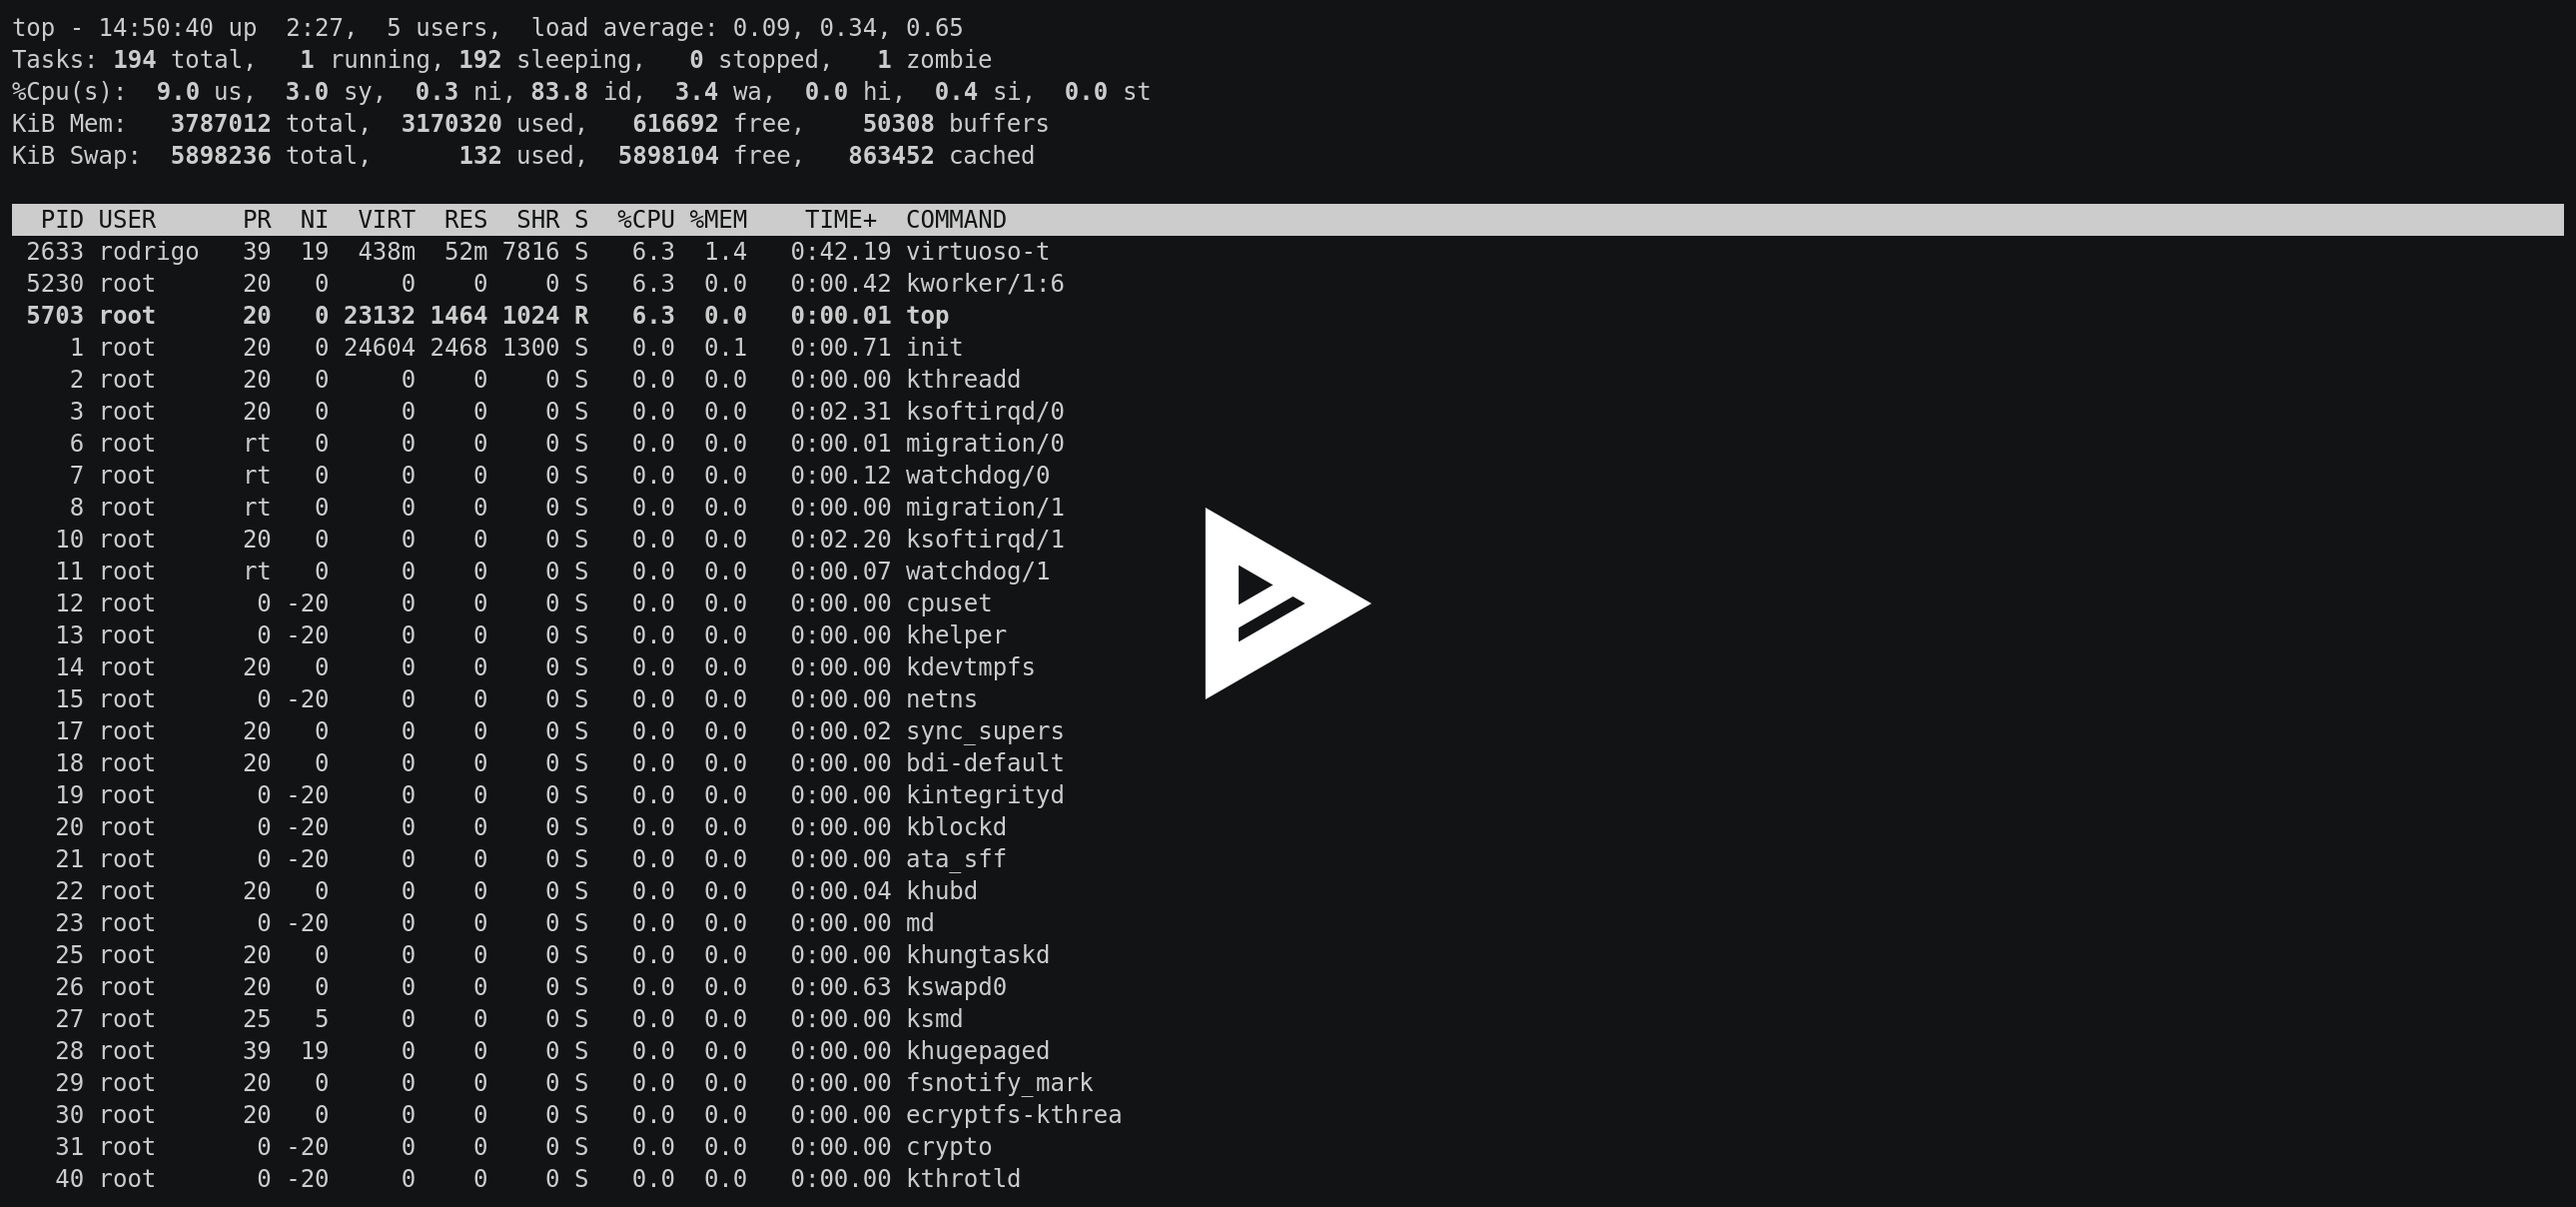 top - 14:50:40 up  2:27,  5 users,  load average: 0.09, 0.34, 0.65
Tasks: 194 total,   1 running, 192 sleeping,   0 stopped,   1 zombie
%Cpu(s):  9.0 us,  3.0 sy,  0.3 ni, 83.8 id,  3.4 wa,  0.0 hi,  0.4 si,  0.0 st
KiB Mem:   3787012 total,  3170320 used,   616692 free,    50308 buffers
KiB Swap:  5898236 total,      132 used,  5898104 free,   863452 cached
  PID USER      PR  NI  VIRT  RES  SHR S  %CPU %MEM    TIME+  COMMAND
 2633 rodrigo   39  19  438m  52m 7816 S   6.3  1.4   0:42.19 virtuoso-t
 5230 root      20   0     0    0    0 S   6.3  0.0   0:00.42 kworker/1:6
 5703 root      20   0 23132 1464 1024 R   6.3  0.0   0:00.01 top
    1 root      20   0 24604 2468 1300 S   0.0  0.1   0:00.71 init
    2 root      20   0     0    0    0 S   0.0  0.0   0:00.00 kthreadd
    3 root      20   0     0    0    0 S   0.0  0.0   0:02.31 ksoftirqd/0
    6 root      rt   0     0    0    0 S   0.0  0.0   0:00.01 migration/0
    7 root      rt   0     0    0    0 S   0.0  0.0   0:00.12 watchdog/0
    8 root      rt   0     0    0    0 S   0.0  0.0   0:00.00 migration/1
   10 root      20   0     0    0    0 S   0.0  0.0   0:02.20 ksoftirqd/1
   11 root      rt   0     0    0    0 S   0.0  0.0   0:00.07 watchdog/1
   12 root       0 -20     0    0    0 S   0.0  0.0   0:00.00 cpuset
   13 root       0 -20     0    0    0 S   0.0  0.0   0:00.00 khelper
   14 root      20   0     0    0    0 S   0.0  0.0   0:00.00 kdevtmpfs
   15 root       0 -20     0    0    0 S   0.0  0.0   0:00.00 netns
   17 root      20   0     0    0    0 S   0.0  0.0   0:00.02 sync_supers
   18 root      20   0     0    0    0 S   0.0  0.0   0:00.00 bdi-default
   19 root       0 -20     0    0    0 S   0.0  0.0   0:00.00 kintegrityd
   20 root       0 -20     0    0    0 S   0.0  0.0   0:00.00 kblockd
   21 root       0 -20     0    0    0 S   0.0  0.0   0:00.00 ata_sff
   22 root      20   0     0    0    0 S   0.0  0.0   0:00.04 khubd
   23 root       0 -20     0    0    0 S   0.0  0.0   0:00.00 md
   25 root      20   0     0    0    0 S   0.0  0.0   0:00.00 khungtaskd
   26 root      20   0     0    0    0 S   0.0  0.0   0:00.63 kswapd0
   27 root      25   5     0    0    0 S   0.0  0.0   0:00.00 ksmd
   28 root      39  19     0    0    0 S   0.0  0.0   0:00.00 khugepaged
   29 root      20   0     0    0    0 S   0.0  0.0   0:00.00 fsnotify_mark
   30 root      20   0     0    0    0 S   0.0  0.0   0:00.00 ecryptfs-kthrea
   31 root       0 -20     0    0    0 S   0.0  0.0   0:00.00 crypto
   40 root       0 -20     0    0    0 S   0.0  0.0   0:00.00 kthrotld